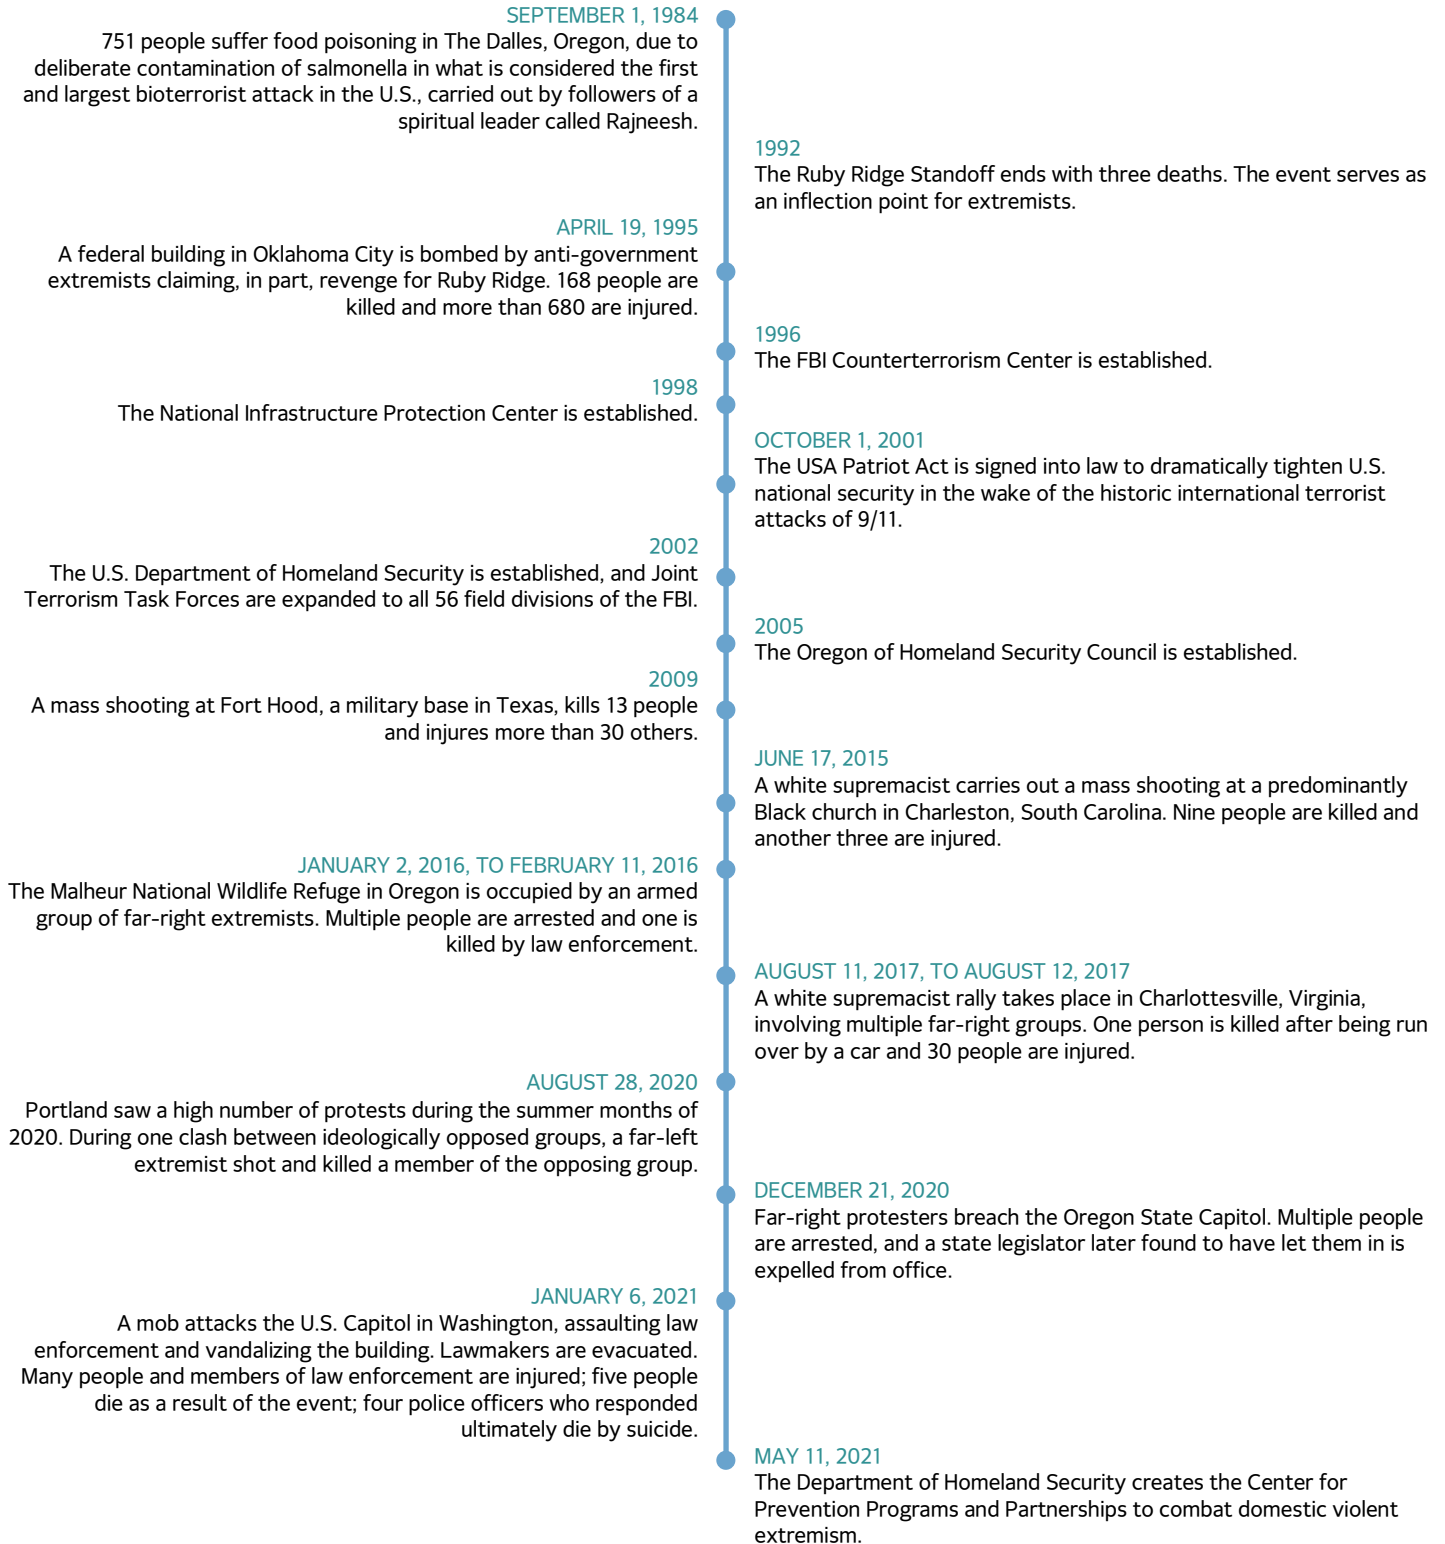 SEPTEMBER 1, 1984
751 people suffer food poisoning in The Dalles, Oregon, due to
deliberate contamination of salmonella in what is considered the first
and largest bioterrorist attack in the U.S., carried out by followers of a
spiritual leader called Rajneesh.
1992
The Ruby Ridge Standoff ends with three deaths. The event serves as
an inflection point for extremists.
APRIL 19, 1995
A federal building in Oklahoma City is bombed by anti-government
extremists claiming, in part, revenge for Ruby Ridge. 168 people are
killed and more than 680 are injured.
1996
The FBI Counterterrorism Center is established.
1998
The National Infrastructure Protection Center is established.
OCTOBER 1, 2001
The USA Patriot Act is signed into law to dramatically tighten U.S.
national security in the wake of the historic international terrorist
attacks of 9/11.
2002
The U.S. Department of Homeland Security is established, and Joint
Terrorism Task Forces are expanded to all 56 field divisions of the FBI.
2005
The Oregon of Homeland Security Council is established.
2009
A mass shooting at Fort Hood, a military base in Texas, kills 13 people
and injures more than 30 others.
JUNE 17, 2015
A white supremacist carries out a mass shooting at a predominantly
Black church in Charleston, South Carolina. Nine people are killed and
another three are injured.
JANUARY 2, 2016, TO FEBRUARY 11, 2016
The Malheur National Wildlife Refuge in Oregon is occupied by an armed
group of far-right extremists. Multiple people are arrested and one is
killed by law enforcement.
AUGUST 11, 2017, TO AUGUST 12, 2017
A white supremacist rally takes place in Charlottesville, Virginia,
involving multiple far-right groups. One person is killed after being run
over by a car and 30 people are injured.
AUGUST 28, 2020
Portland saw a high number of protests during the summer months of
2020. During one clash between ideologically opposed groups, a far-left
extremist shot and killed a member of the opposing group.
DECEMBER 21, 2020
Far-right protesters breach the Oregon State Capitol. Multiple people
are arrested, and a state legislator later found to have let them in is
expelled from office.
JANUARY 6, 2021
A mob attacks the U.S. Capitol in Washington, assaulting law
enforcement and vandalizing the building. Lawmakers are evacuated.
Many people and members of law enforcement are injured; five people
die as a result of the event; four police officers who responded
ultimately die by suicide.
MAY 11, 2021
The Department of Homeland Security creates the Center for
Prevention Programs and Partnerships to combat domestic violent
extremism.